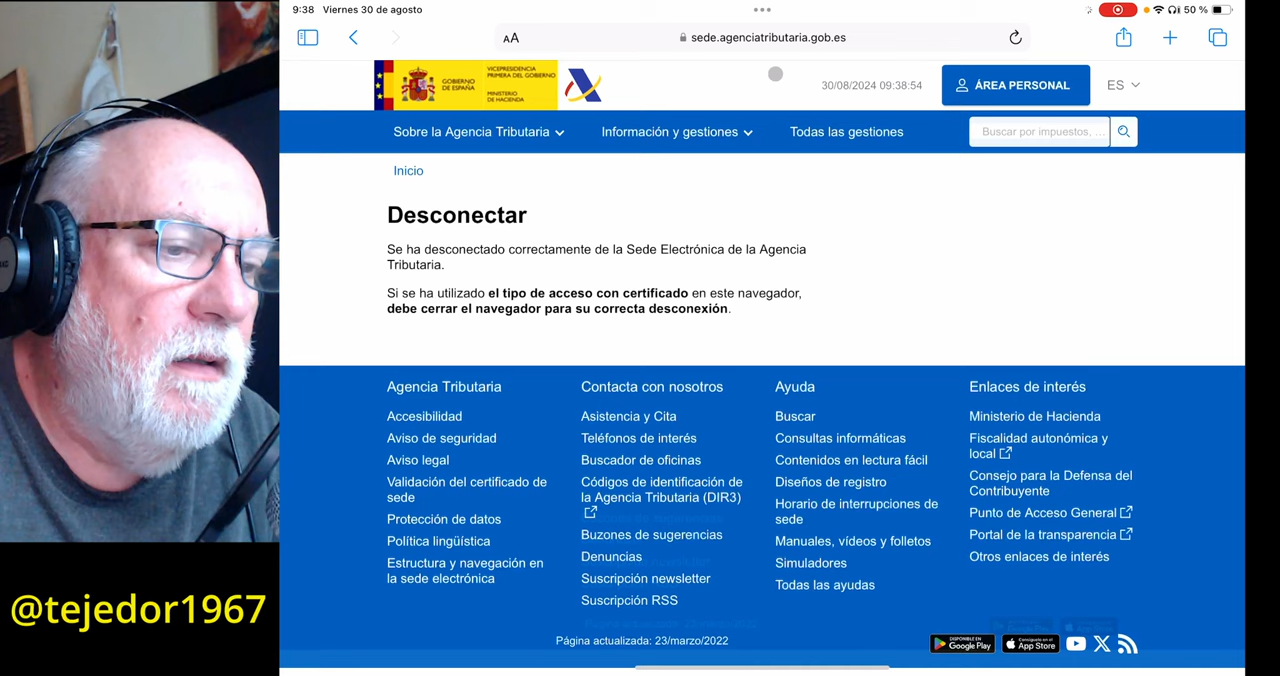 9:38 Viernes 30 de agosto
50 %
AA
sede.agenciatributaria.gob.es
GOBIERNO
DE ESPAÑA
VICEPRESIDENCIA
PRIMERA DEL GOBIERNO
MINISTERIO
DE HACIENDA
30/08/2024 09:38:54
ÁREA PERSONAL
ES
Sobre la Agencia Tributaria
Información y gestiones
Todas las gestiones
Buscar por impuestos, ...
Inicio
Desconectar
Se ha desconectado correctamente de la Sede Electrónica de la Agencia
Tributaria.
Si se ha utilizado el tipo de acceso con certificado en este navegador,
debe cerrar el navegador para su correcta desconexión.
Agencia Tributaria
Accesibilidad
Aviso de seguridad
Aviso legal
Validación del certificado de
sede
Protección de datos
Política lingüística
Estructura y navegación en
la sede electrónica
Contacta con nosotros
Asistencia y Cita
Teléfonos de interés
Buscador de oficinas
Códigos de identificación de
la Agencia Tributaria (DIR3)
Buzones de sugerencias
Denuncias
Suscripción newsletter
Suscripción RSS
Ayuda
Buscar
Consultas informáticas
Contenidos en lectura fácil
Diseños de registro
Horario de interrupciones de
sede
Manuales, vídeos y folletos
Simuladores
Todas las ayudas
Enlaces de interés
Ministerio de Hacienda
Fiscalidad autonómica y
local
Consejo para la Defensa del
Contribuyente
Punto de Acceso General
Portal de la transparencia
Otros enlaces de interés
Página actualizada: 23/marzo/2022
DISPONIBLE EN
Google Play
Consíguelo en el
App Store
@tejedor1967